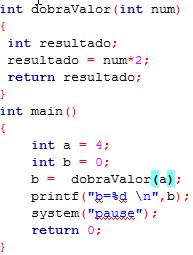 int dobraValor(int num)
{
int resultado;
resultado = num*2;
return resultado;
}
int main()
{
int a = 4;
int b = 0;
b = dobraValor(a);
printf("b=%d \n",b);
system("pause");
return 0;
}